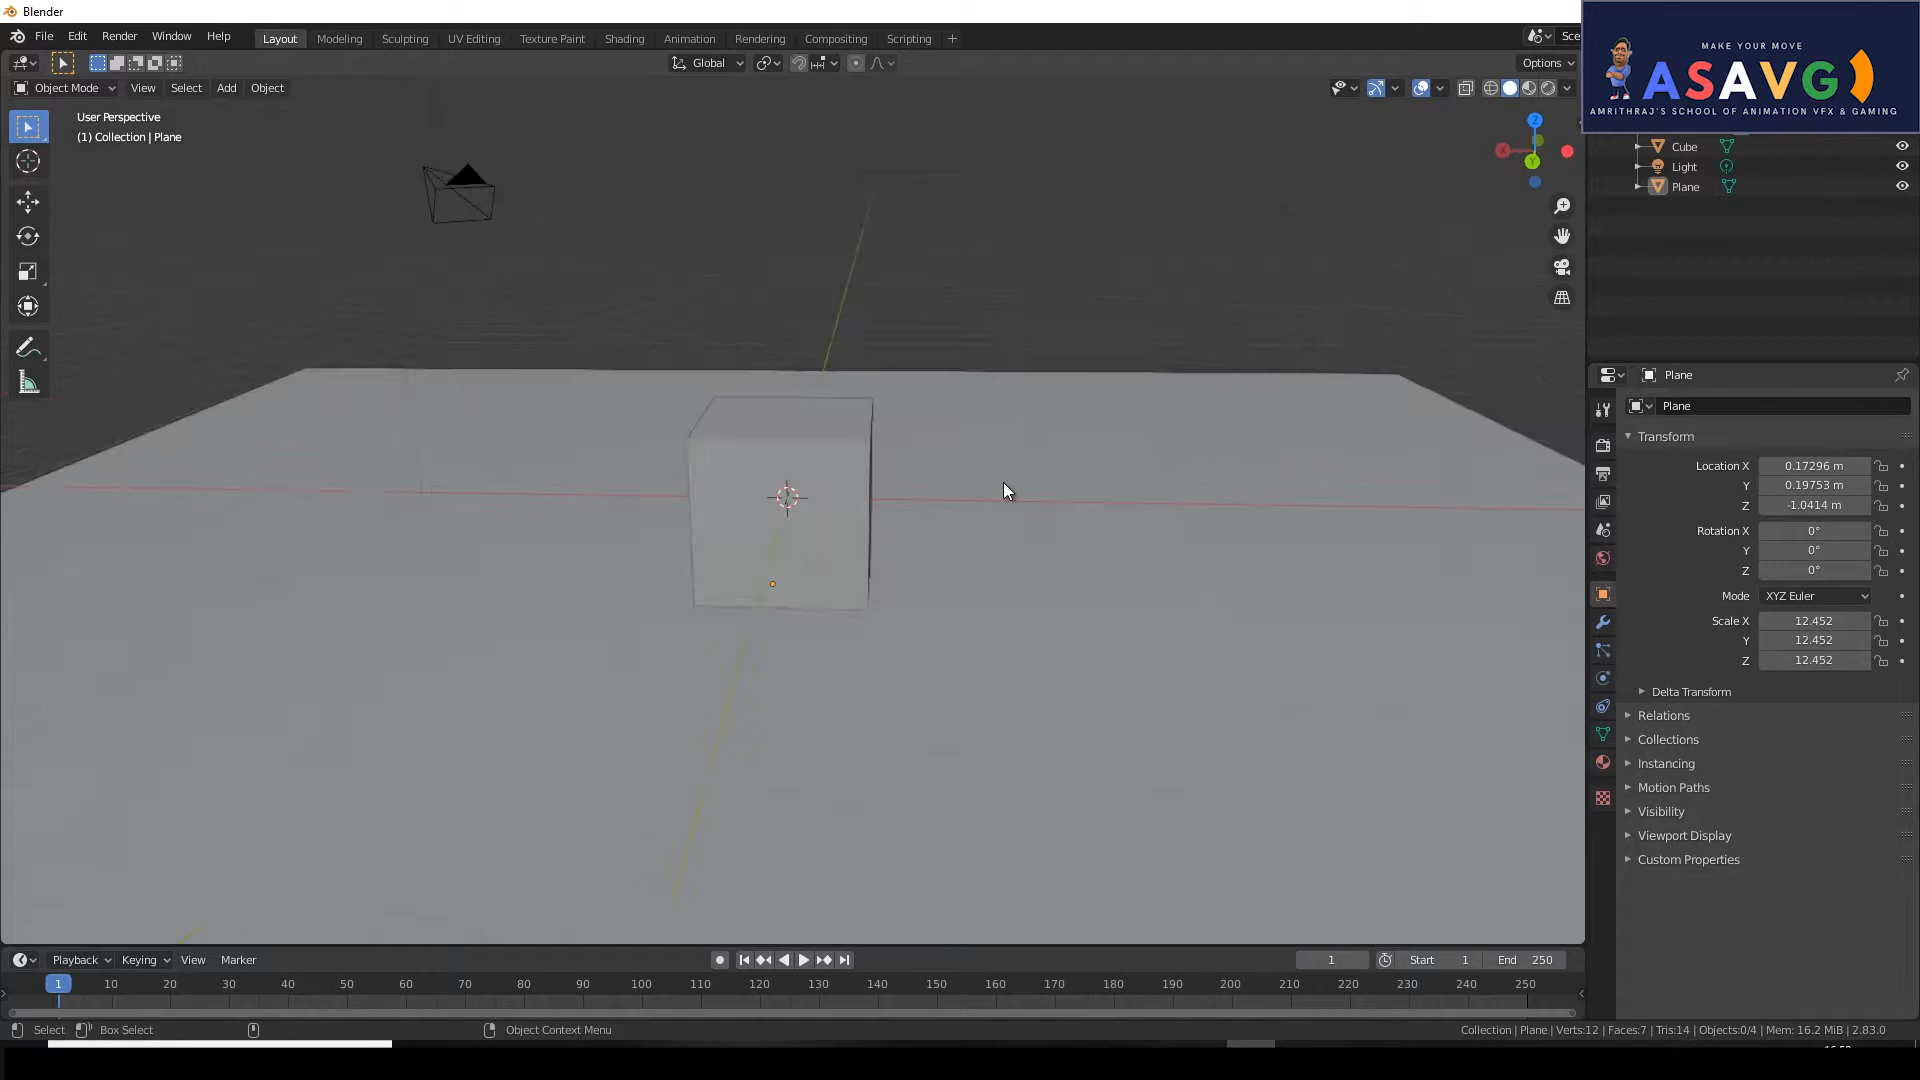 Blender
File Edit Render Window Help
Layout Modeling Sculpting UV Editing Texture Paint Shading Animation Rendering Compositing Scripting
Sce
MAKE YOUR MOVE
ASAVG
AMRITHRAJ'S SCHOOL OF ANIMATION VFX & GAMING
Global
Options
Object Mode View Select Add Object
User Perspective
(1) Collection | Plane
Z
X
Y
Cube
Light
Plane
Plane
Plane
Transform
Location X 0.17296 m
Y 0.19753 m
Z -1.0414 m
Rotation X 0°
Y 0°
Z 0°
Mode XYZ Euler
Scale X 12.452
Y 12.452
Z 12.452
Delta Transform
Relations
Collections
Instancing
Motion Paths
Visibility
Viewport Display
Custom Properties
Playback Keying View Marker
1 Start 1 End 250
1 10 20 30 40 50 60 70 80 90 100 110 120 130 140 150 160 170 180 190 200 210 220 230 240 250
Select Box Select Object Context Menu
Collection | Plane | Verts:12 | Faces:7 | Tris:14 | Objects:0/4 | Mem: 16.2 MiB | 2.83.0